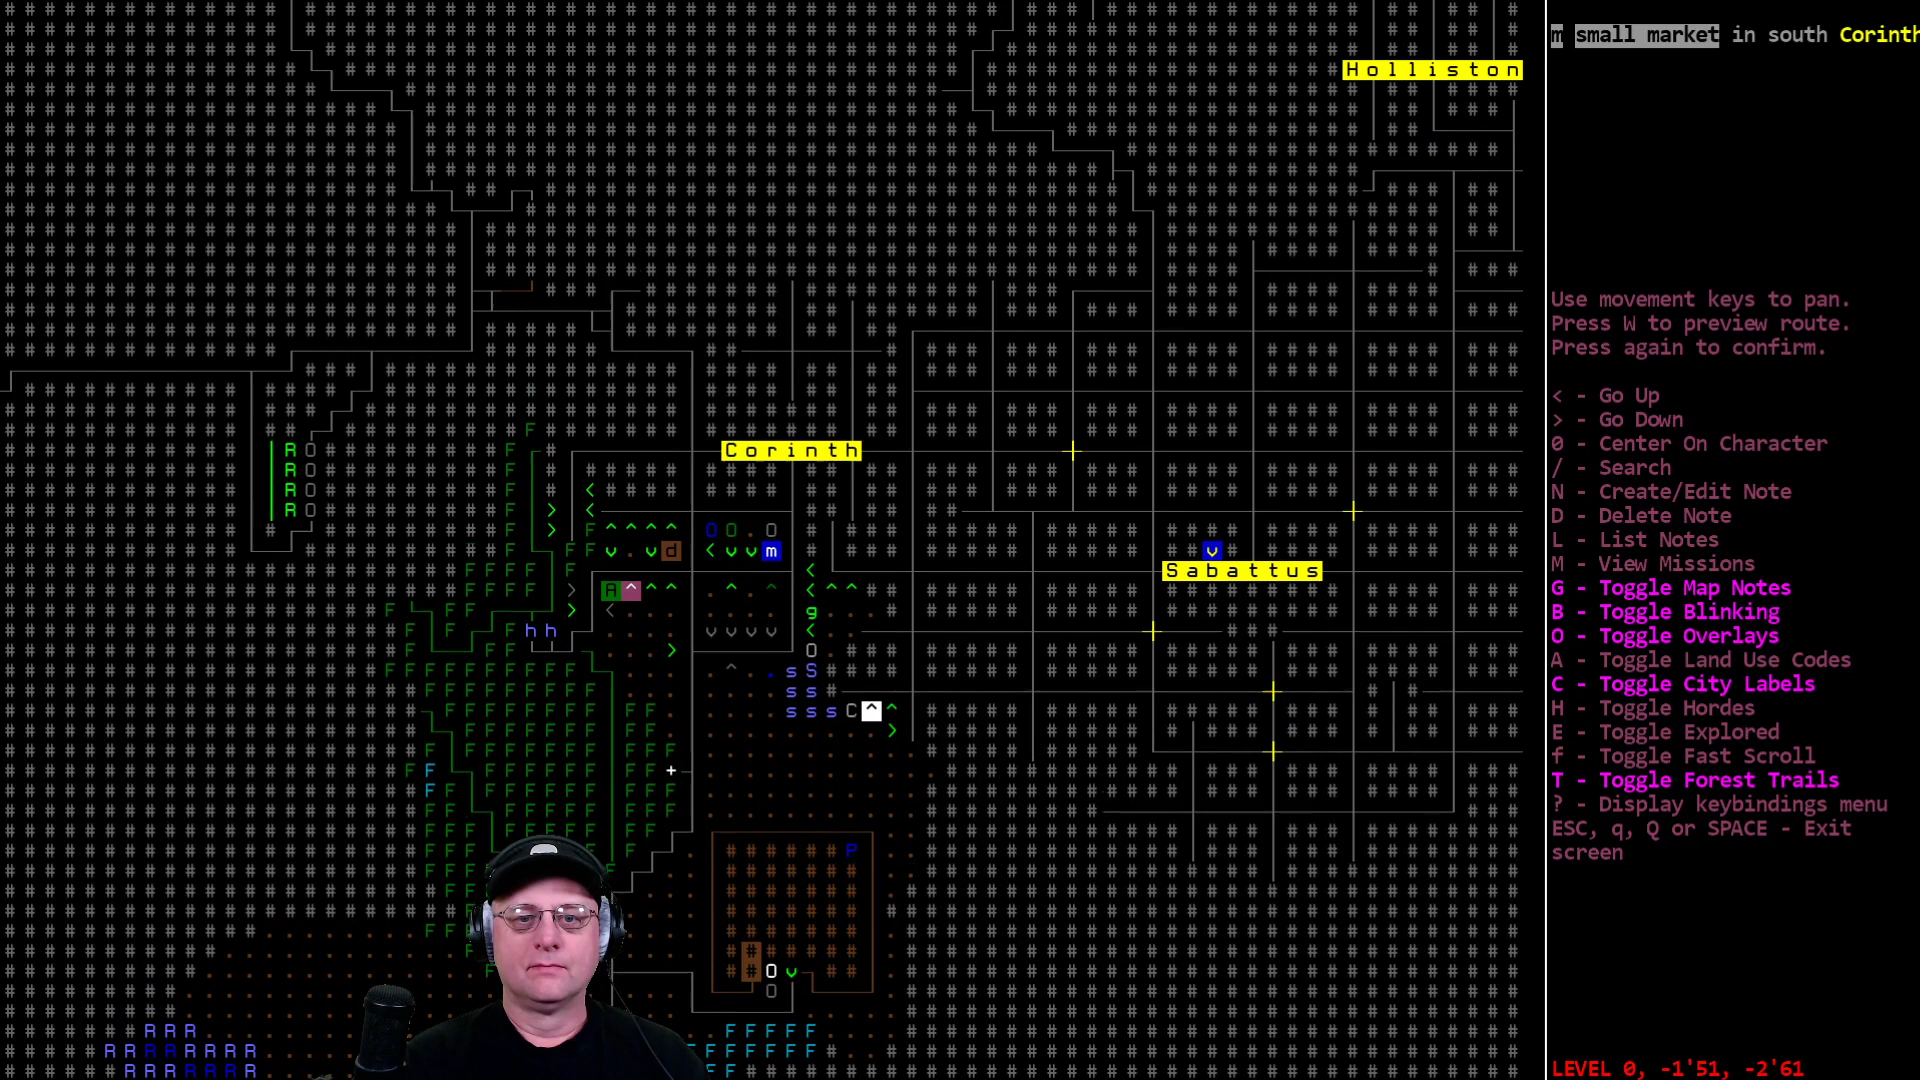 m small market in south Corinth
Holliston
Use movement keys to pan.
Press W to preview route.
Press again to confirm.
< - Go Up
> - Go Down
0 - Center On Character
/ - Search
N - Create/Edit Note
D - Delete Note
L - List Notes
M - View Missions
G - Toggle Map Notes
B - Toggle Blinking
O - Toggle Overlays
A - Toggle Land Use Codes
C - Toggle City Labels
H - Toggle Hordes
E - Toggle Explored
f - Toggle Fast Scroll
T - Toggle Forest Trails
? - Display keybindings menu
ESC, q, Q or SPACE - Exit
screen
Corinth
Sabattus
LEVEL 0, -1'51, -2'61